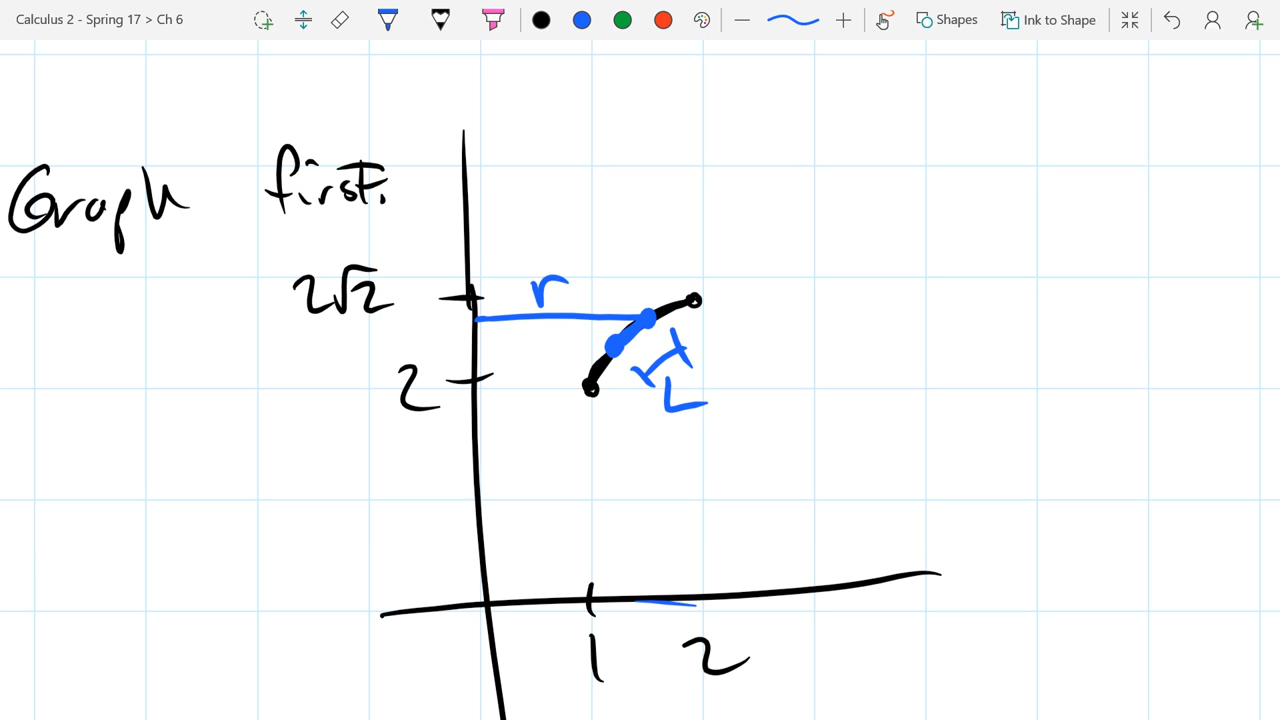 Calculus 2 - Spring 17 > Ch 6
Shapes
Ink to Shape
Graph first.
2√2
r
2
L
1
2